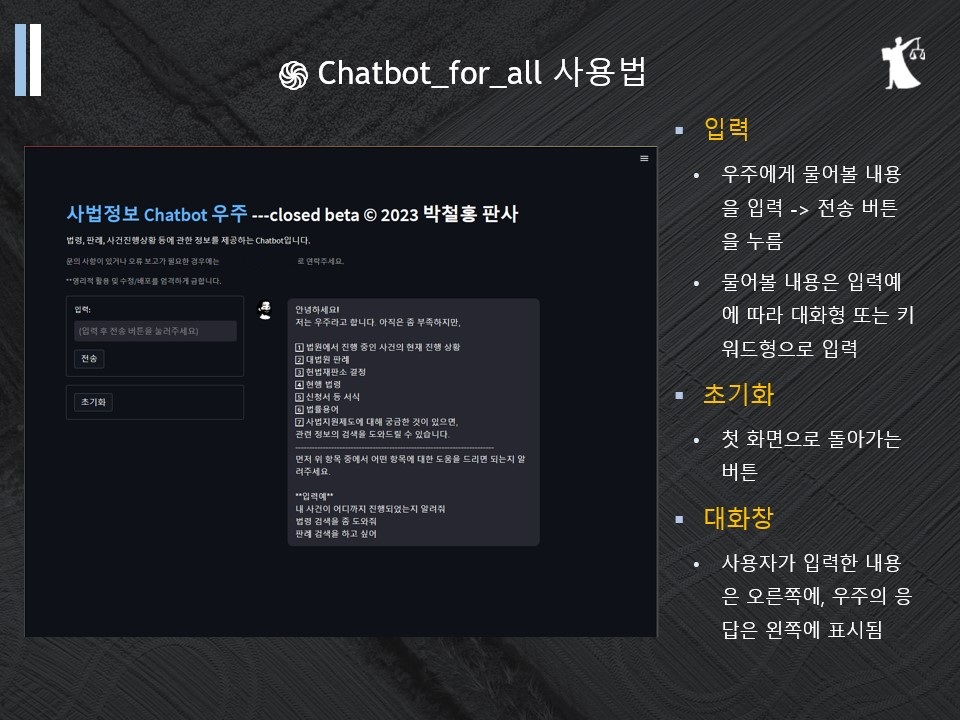 Chatbot_for_all 사용법
사법정보 Chatbot 우주 ---closed beta © 2023 박철홍 판사
법령, 판례, 사건진행상황 등에 관한 정보를 제공하는 Chatbot입니다.
문의 사항이 있거나 오류 보고가 필요한 경우에는 로 연락주세요.
**영리적 활용 및 수정/배포를 엄격하게 금합니다.
입력:
(입력 후 전송 버튼을 눌러주세요)
전송
초기화
안녕하세요!
저는 우주라고 합니다. 아직은 좀 부족하지만,
1 법원에서 진행 중인 사건의 현재 진행 상황
2 대법원 판례
3 헌법재판소 결정
4 현행 법령
5 신청서 등 서식
6 법률용어
7 사법지원제도에 대해 궁금한 것이 있으면,
관련 정보의 검색을 도와드릴 수 있습니다.
먼저 위 항목 중에서 어떤 항목에 대한 도움을 드리면 되는지 알
려주세요.
**입력예**
내 사건이 어디까지 진행되었는지 알려줘
법령 검색을 좀 도와줘
판례 검색을 하고 싶어
입력
우주에게 물어볼 내용
을 입력 -> 전송 버튼
을 누름
물어볼 내용은 입력예
에 따라 대화형 또는 키
워드형으로 입력
초기화
첫 화면으로 돌아가는
버튼
대화창
사용자가 입력한 내용
은 오른쪽에, 우주의 응
답은 왼쪽에 표시됨